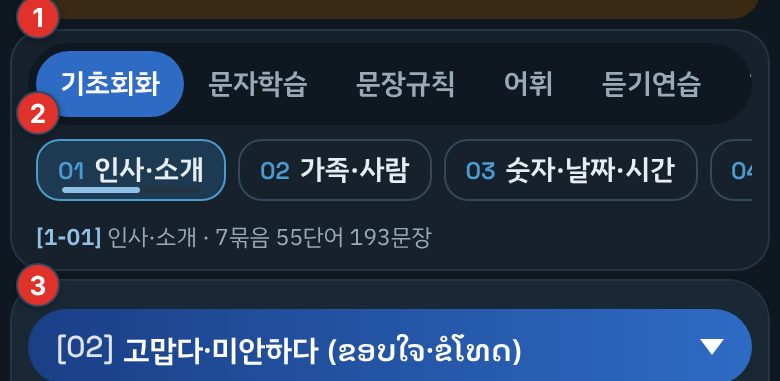 1
기초회화 문자학습 문장규칙 어휘 듣기연습
2
01 인사·소개 02 가족·사람 03 숫자·날짜·시간 04
[1-01] 인사·소개 · 7묶음 55단어 193문장
3
[02] 고맙다·미안하다 (ຂອບໃຈ·ຂໍໂທດ)